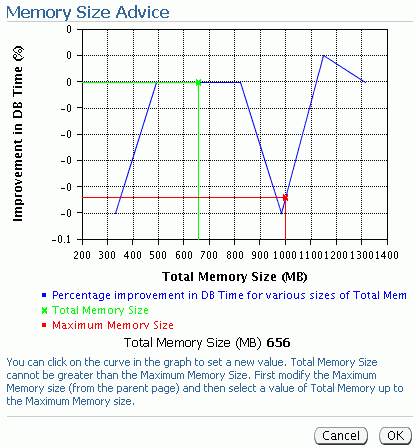 Memory Size Advice
Improvement in DB Time (%)
0
0
-0
-0
-0
-0
-0
-0
-0.1
200 300 400 500 600 700 800 900 1000 1100 1200 1300 1400
Total Memory Size (MB)
Percentage improvement in DB Time for various sizes of Total Mem
Total Memory Size
Maximum Memory Size
Total Memory Size (MB) 656
You can click on the curve in the graph to set a new value. Total Memory Size
cannot be greater than the Maximum Memory Size. First modify the Maximum
Memory size (from the parent page) and then select a value of Total Memory up to
the Maximum Memory size.
Cancel OK